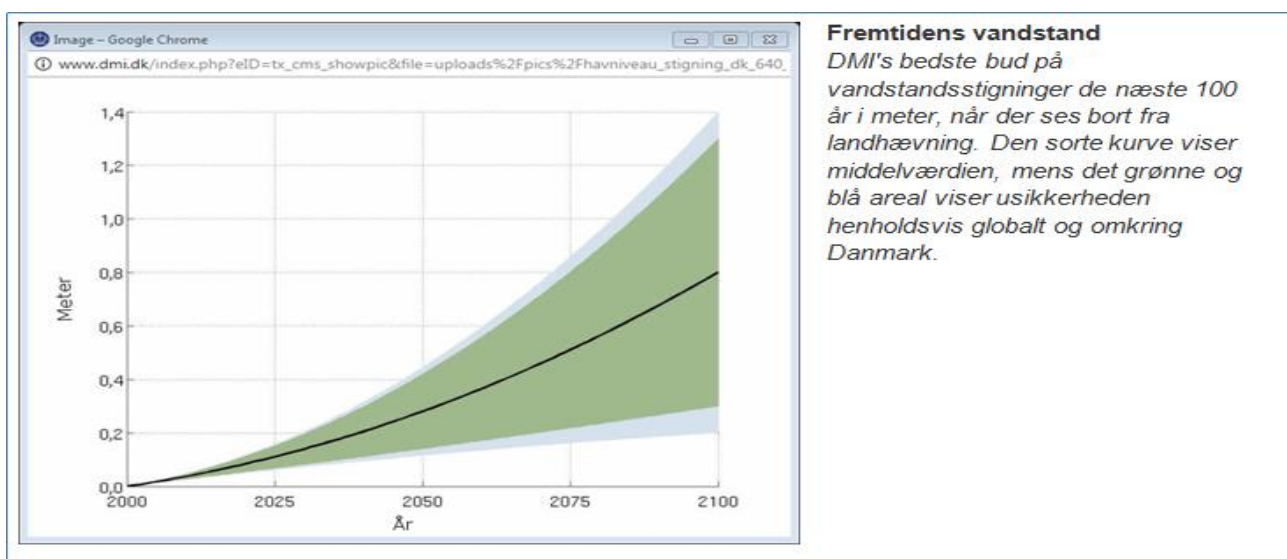 Image – Google Chrome
www.dmi.dk/index.php?eID=tx_cms_showpic&file=uploads%2Fpics%2Fhavniveau_stigning_dk_640_
1,4
1,2
1,0
0,8
0,6
0,4
0,2
0,0
Meter
2000 2025 2050 2075 2100
År
Fremtidens vandstand
DMI's bedste bud på
vandstandsstigninger de næste 100
år i meter, når der ses bort fra
landhævning. Den sorte kurve viser
middelværdien, mens det grønne og
blå areal viser usikkerheden
henholdsvis globalt og omkring
Danmark.